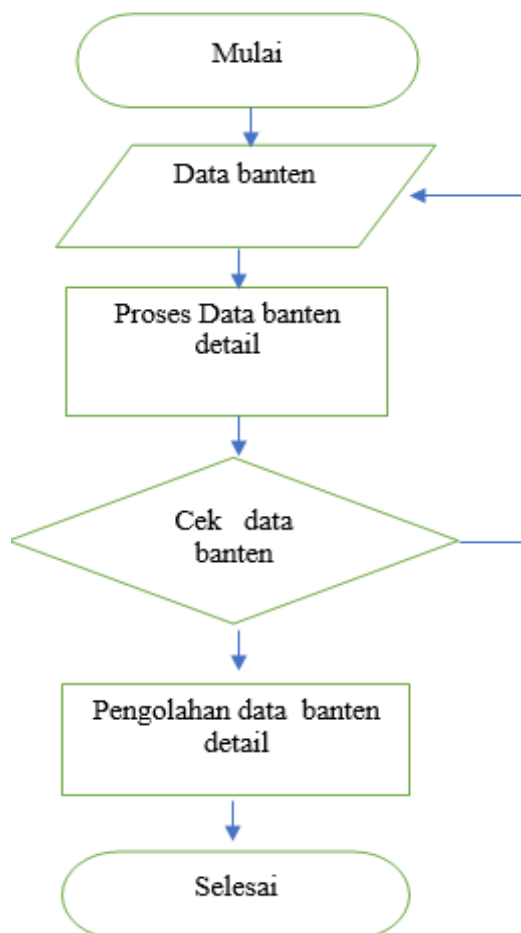 Mulai
Data banten
Proses Data banten
detail
Cek data
banten
Pengolahan data banten
detail
Selesai